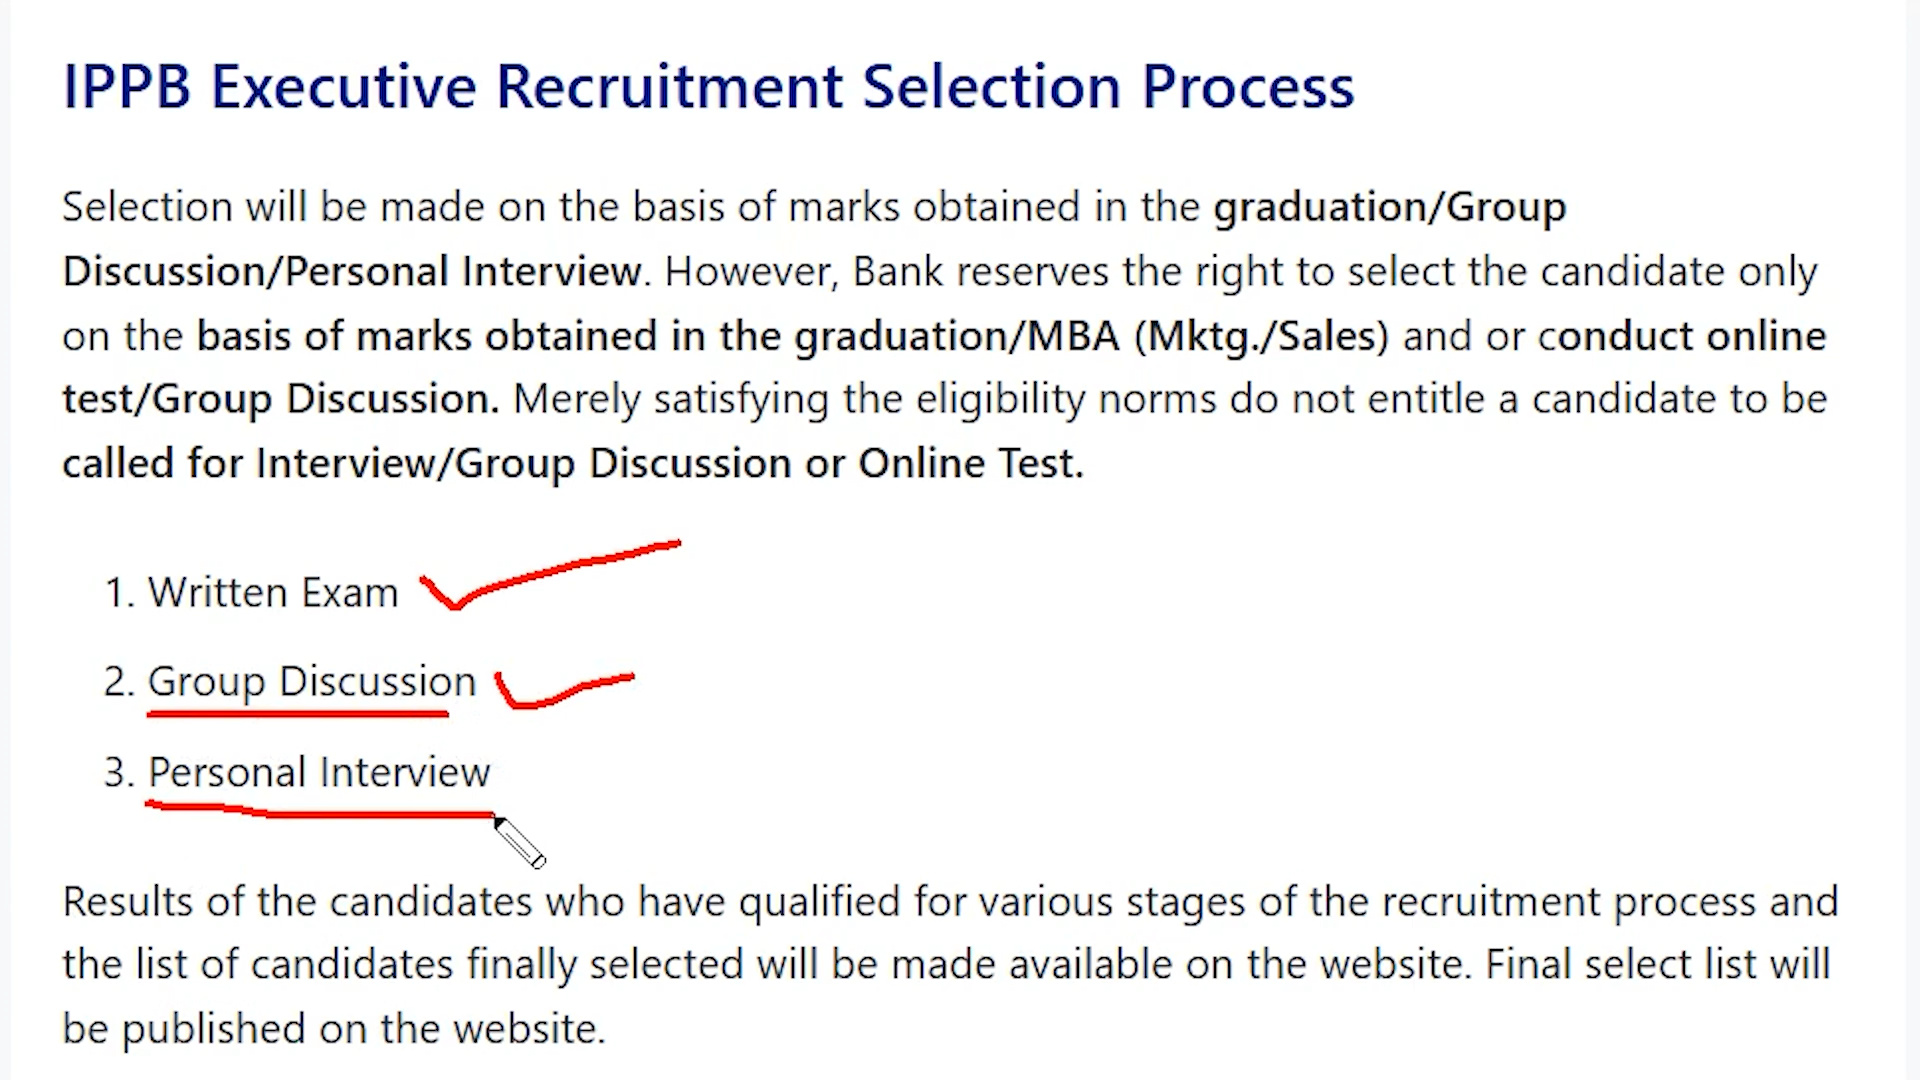 IPPB Executive Recruitment Selection Process
Selection will be made on the basis of marks obtained in the graduation/Group
Discussion/Personal Interview. However, Bank reserves the right to select the candidate only
on the basis of marks obtained in the graduation/MBA (Mktg./Sales) and or conduct online
test/Group Discussion. Merely satisfying the eligibility norms do not entitle a candidate to be
called for Interview/Group Discussion or Online Test.
1. Written Exam
2. Group Discussion
3. Personal Interview
Results of the candidates who have qualified for various stages of the recruitment process and
the list of candidates finally selected will be made available on the website. Final select list will
be published on the website.